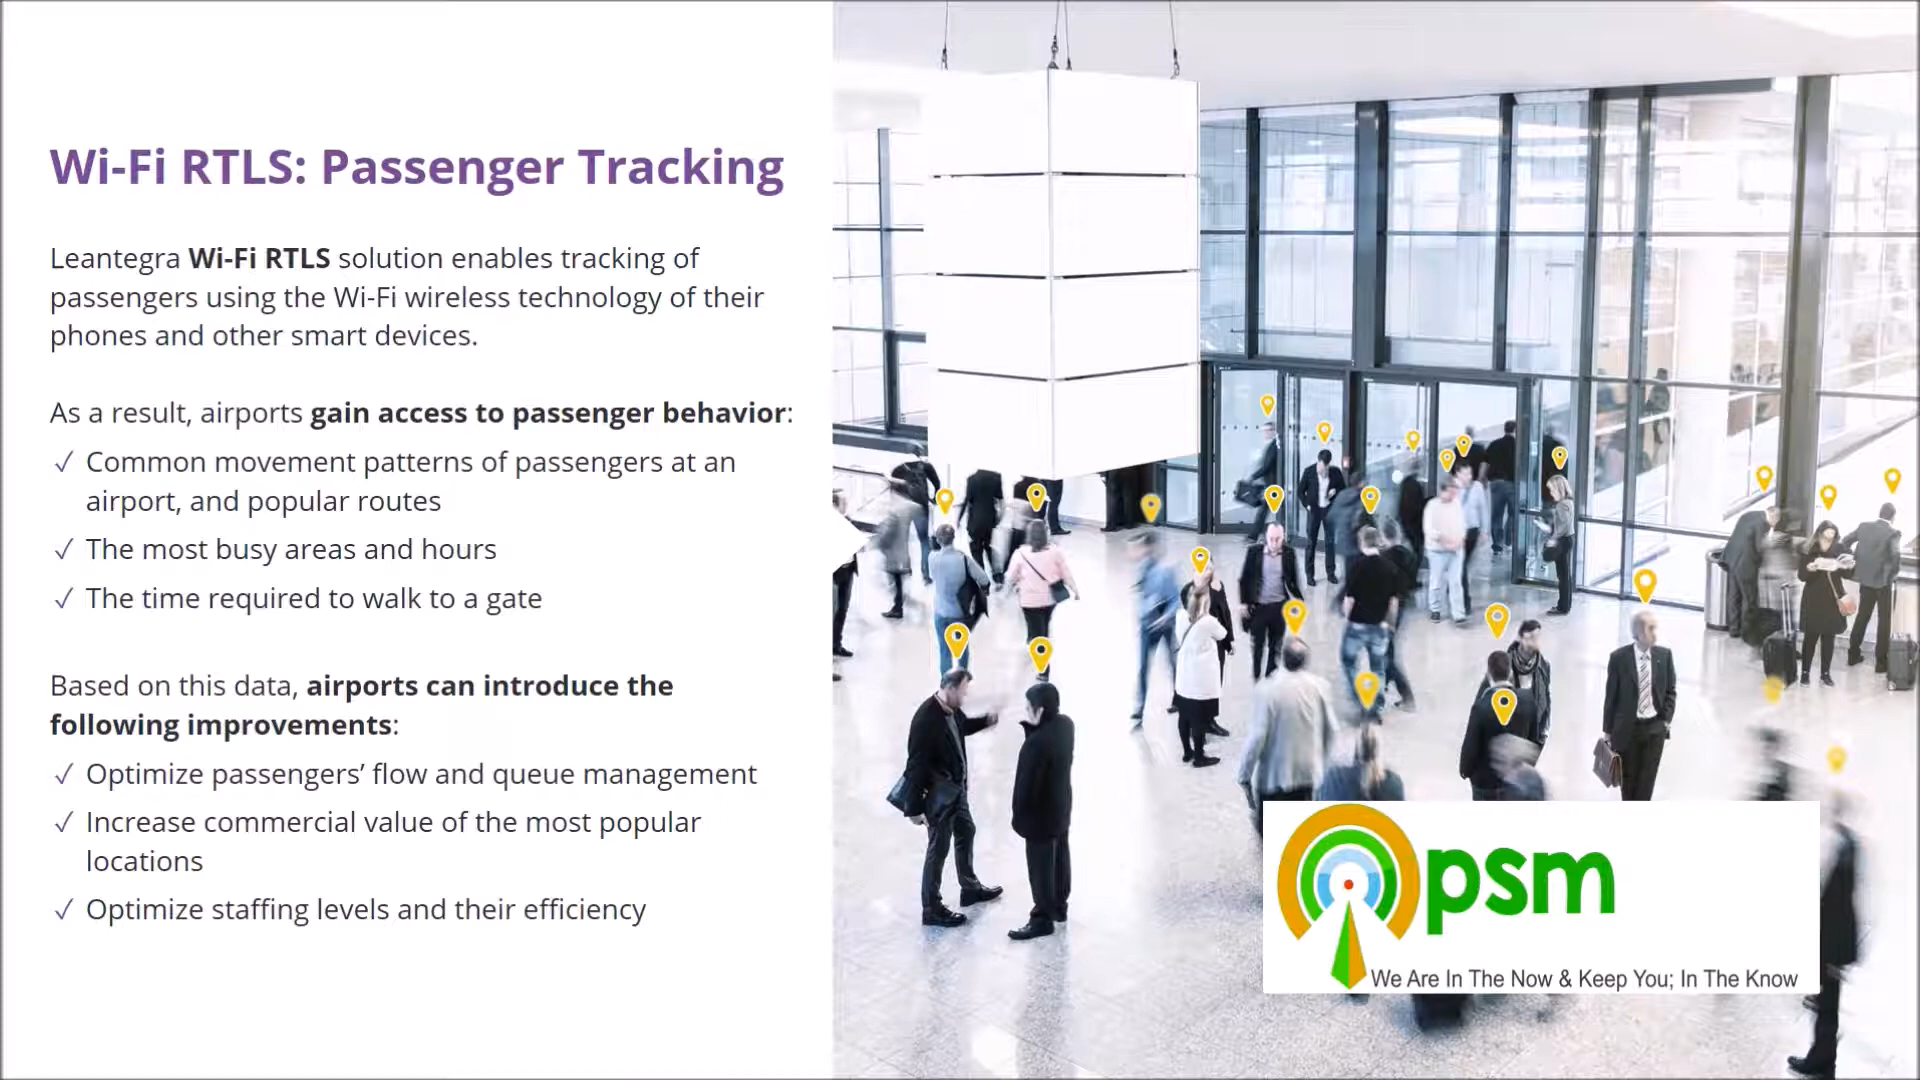 Wi-Fi RTLS: Passenger Tracking
Leantegra Wi-Fi RTLS solution enables tracking of
passengers using the Wi-Fi wireless technology of their
phones and other smart devices.
As a result, airports gain access to passenger behavior:
✓ Common movement patterns of passengers at an
airport, and popular routes
✓ The most busy areas and hours
✓ The time required to walk to a gate
Based on this data, airports can introduce the
following improvements:
✓ Optimize passengers’ flow and queue management
✓ Increase commercial value of the most popular
locations
✓ Optimize staffing levels and their efficiency
psm
We Are In The Now & Keep You; In The Know